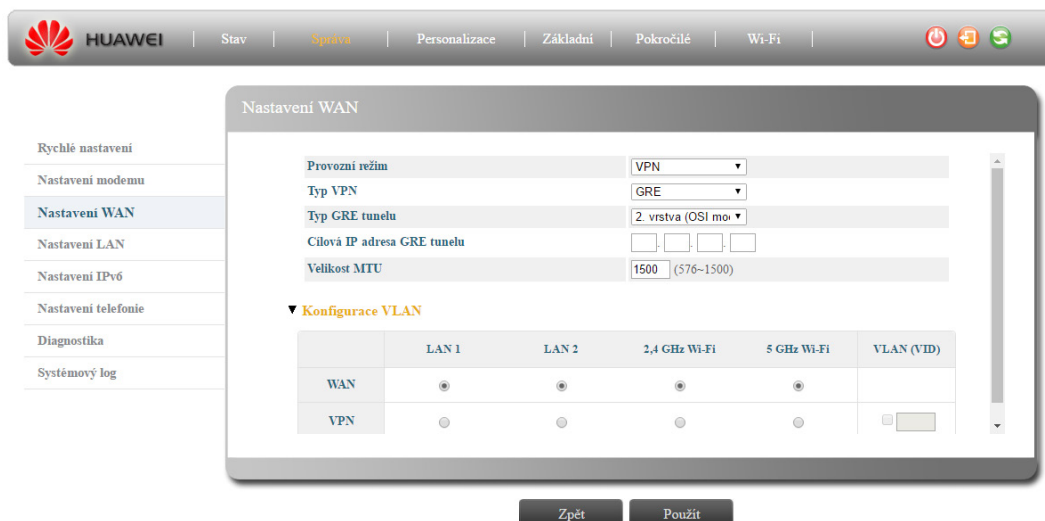 HUAWEI | Stav | Správa | Personalizace | Základní | Pokročilé | Wi-Fi |
Nastavení WAN
Rychlé nastavení
Nastavení modemu
Nastavení WAN
Nastavení LAN
Nastavení IPv6
Nastavení telefonie
Diagnostika
Systémový log
Provozní režim VPN
Typ VPN GRE
Typ GRE tunelu 2. vrstva (OSI mo
Cílová IP adresa GRE tunelu . . .
Velikost MTU 1500 (576~1500)
Konfigurace VLAN
LAN 1 LAN 2 2,4 GHz Wi-Fi 5 GHz Wi-Fi VLAN (VID)
WAN
VPN
Zpět Použít